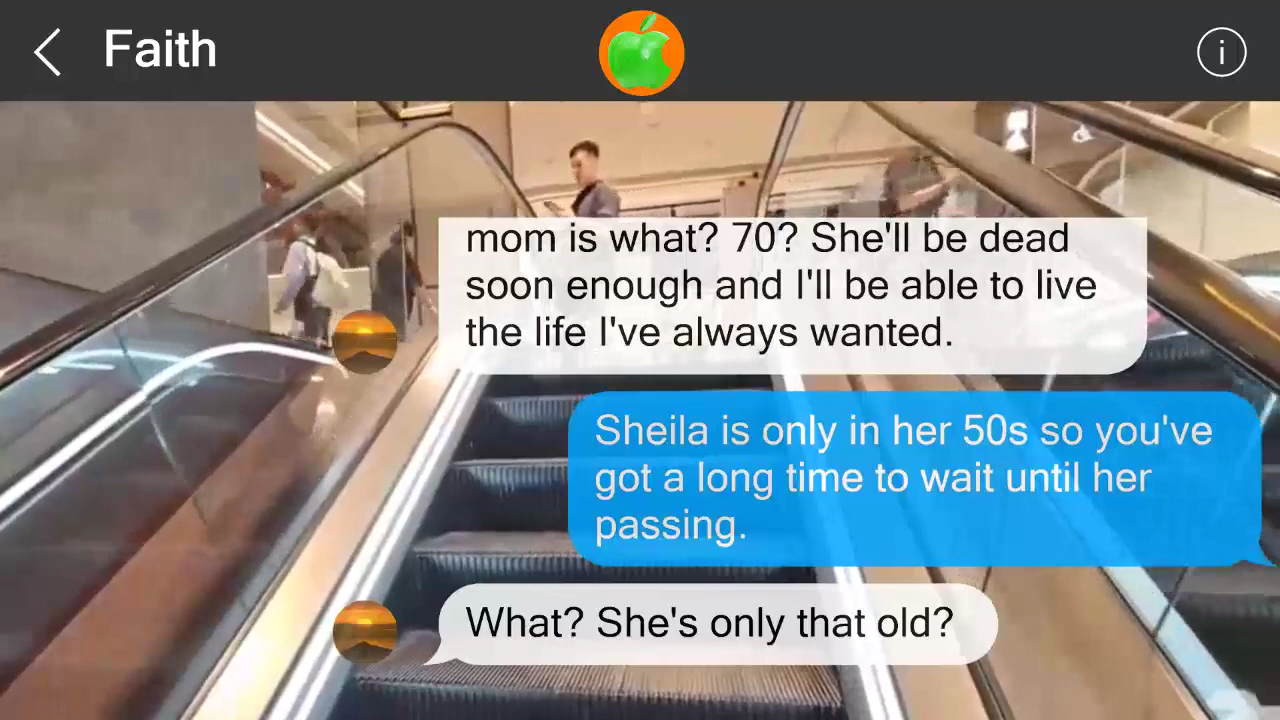 Faith
i
mom is what? 70? She'll be dead
soon enough and I'll be able to live
the life I've always wanted.
Sheila is only in her 50s so you've
got a long time to wait until her
passing.
What? She's only that old?